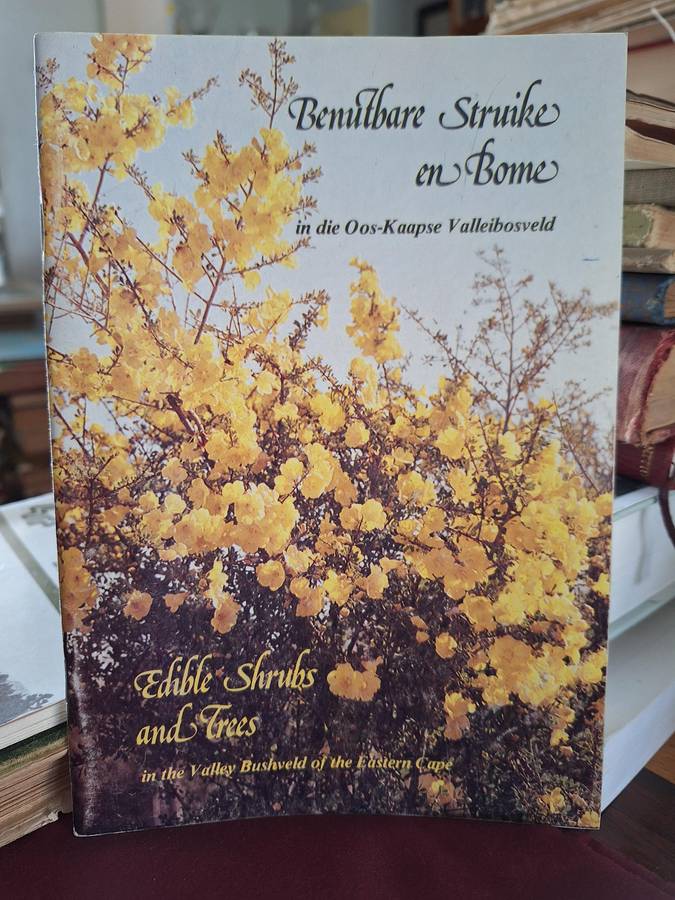 Benutbare Struike
en Bome
in die Oos-Kaapse Valleibosveld
Edible Shrubs
and Trees
in the Valley Bushveld of the Eastern Cape